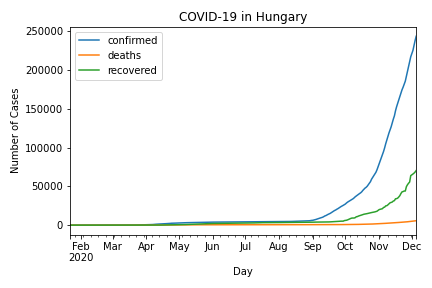 COVID-19 in Hungary
confirmed
deaths
recovered
Number of Cases
250000
200000
150000
100000
50000
0
Feb Mar Apr May Jun Jul Aug Sep Oct Nov Dec
2020
Day